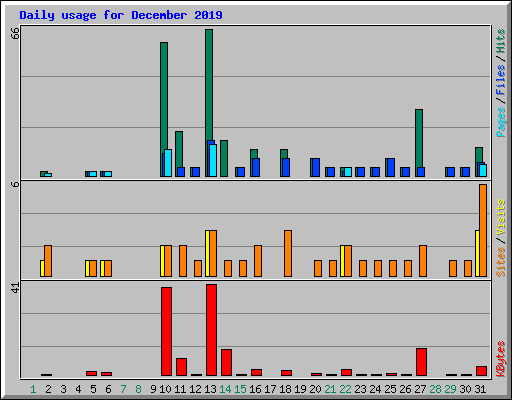 Daily usage for December 2019
66
6
41
Pages / Files / Hits
Sites / Visits
KBytes
1 2 3 4 5 6 7 8 9 10 11 12 13 14 15 16 17 18 19 20 21 22 23 24 25 26 27 28 29 30 31